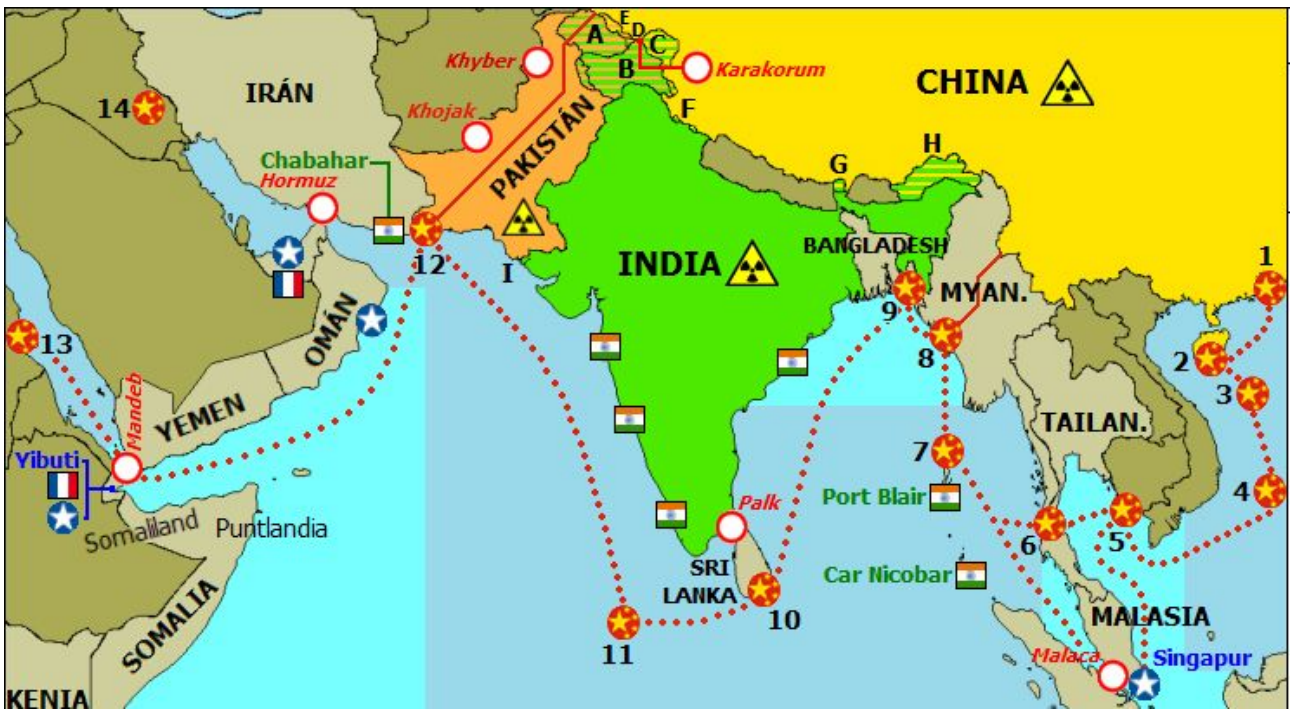 E
D
A
C
Khyber
B
Karakorum
CHINA
IRÁN
14
Khojak
F
PAKISTÁN
H
Chabahar
G
Hormuz
BANGLADESH
INDIA
1
12
I
MYAN.
OMÁN
9
2
13
8
3
YEMEN
Mandeb
TAILAN.
Yibuti
7
4
Port Blair
Somaliland
Puntlandia
Palk
6
5
SRI
LANKA
Car Nicobar
10
MALASIA
SOMALIA
11
Malaca
Singapur
KENIA